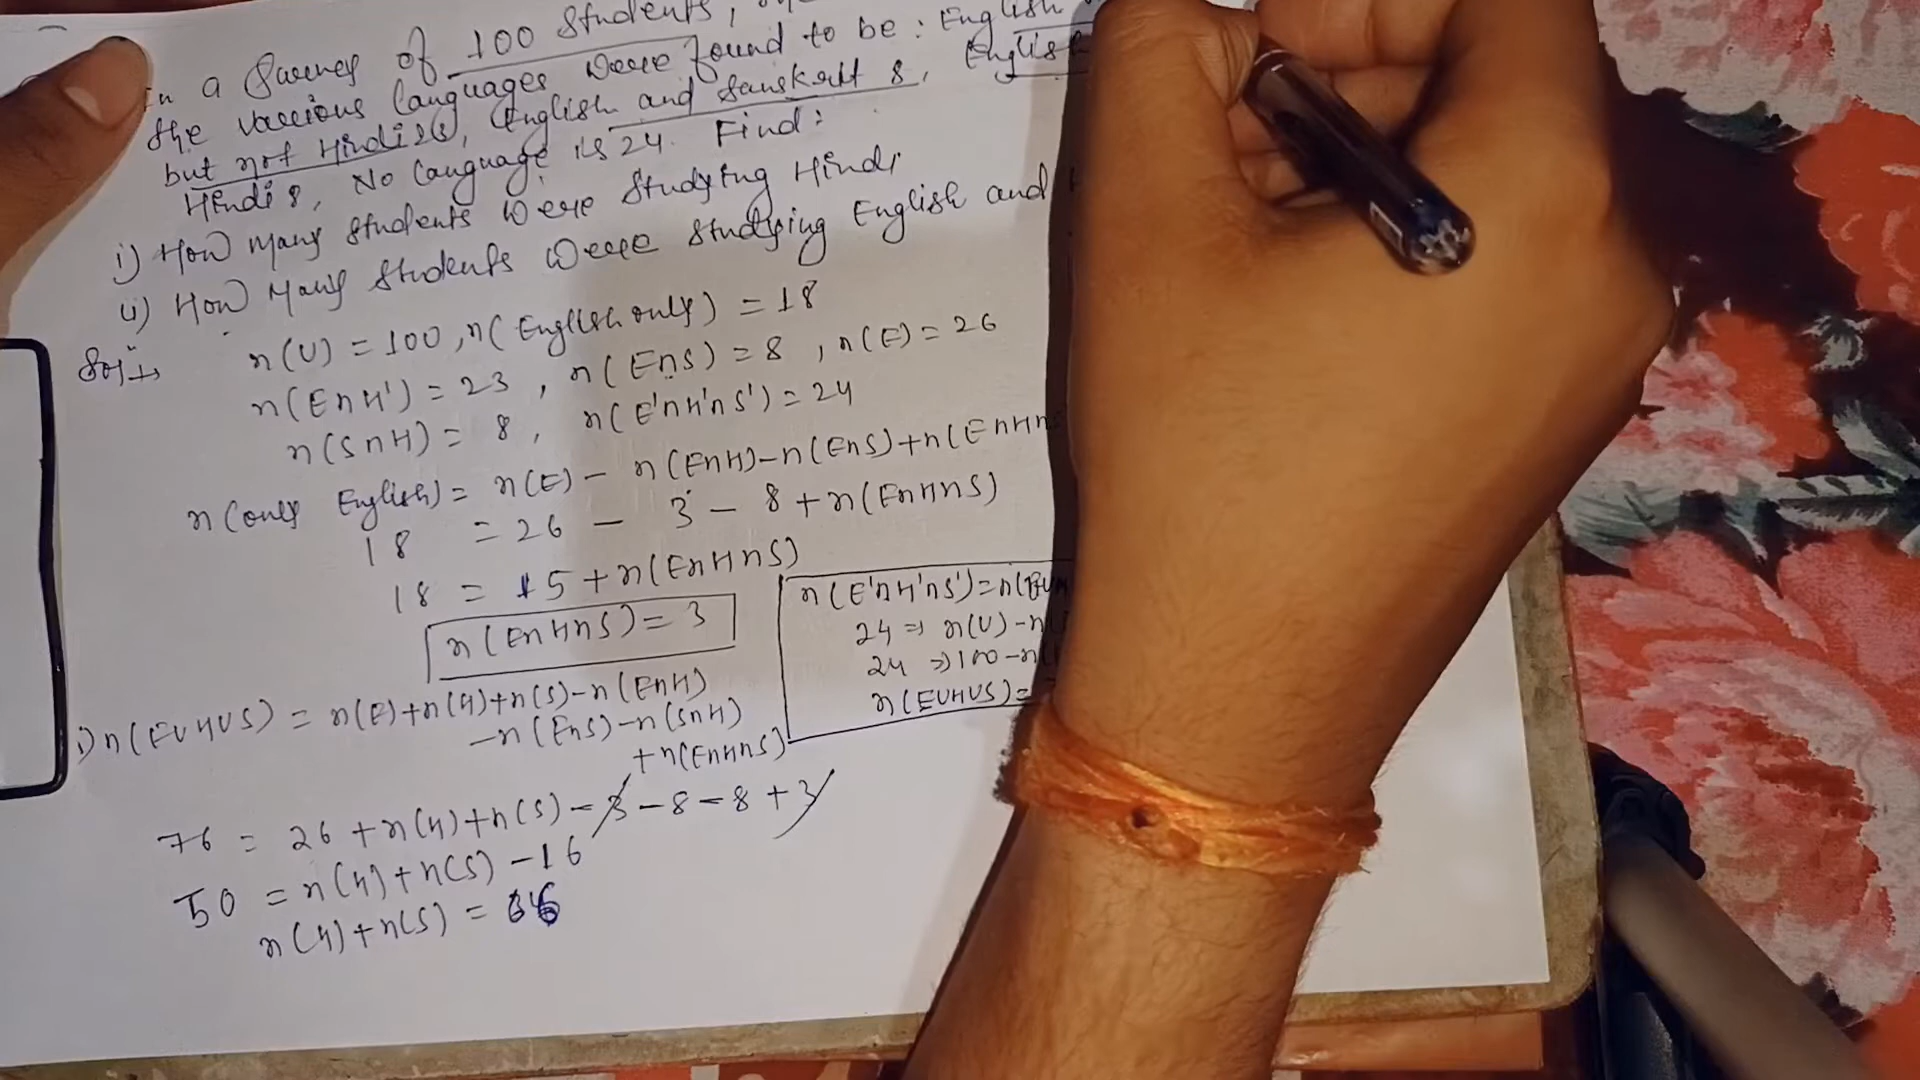 In a Survey of 100 Students,
the various languages were found to be : English
but not Hindi 23, English and Sanskrit 8, English
Hindi 8, No language is 24. Find :
i) How Many students were Studying Hindi
ii) How Many Students were studying English and
Sol:→ n(U) = 100, n(English only) = 18
n(E∩H') = 23, n(E∩S) = 8, n(E) = 26
n(S∩H) = 8, n(E'∩H'∩S') = 24
n(only English) = n(E) - n(E∩H) - n(E∩S) + n(E∩H∩S
18 = 26 - 3 - 8 + n(E∩H∩S)
18 = 15 + n(E∩H∩S)
n(E∩H∩S) = 3
n(E'∩H'∩S') = n(EUH
24 ⇒ n(U) - n(
24 ⇒ 100 - n(
n(EUHUS) =
i) n(EUHUS) = n(E) + n(H) + n(S) - n(E∩H)
- n(E∩S) - n(S∩H)
+ n(E∩H∩S)
76 = 26 + n(H) + n(S) - 3 - 8 - 8 + 3
50 = n(H) + n(S) - 16
n(H) + n(S) = 66